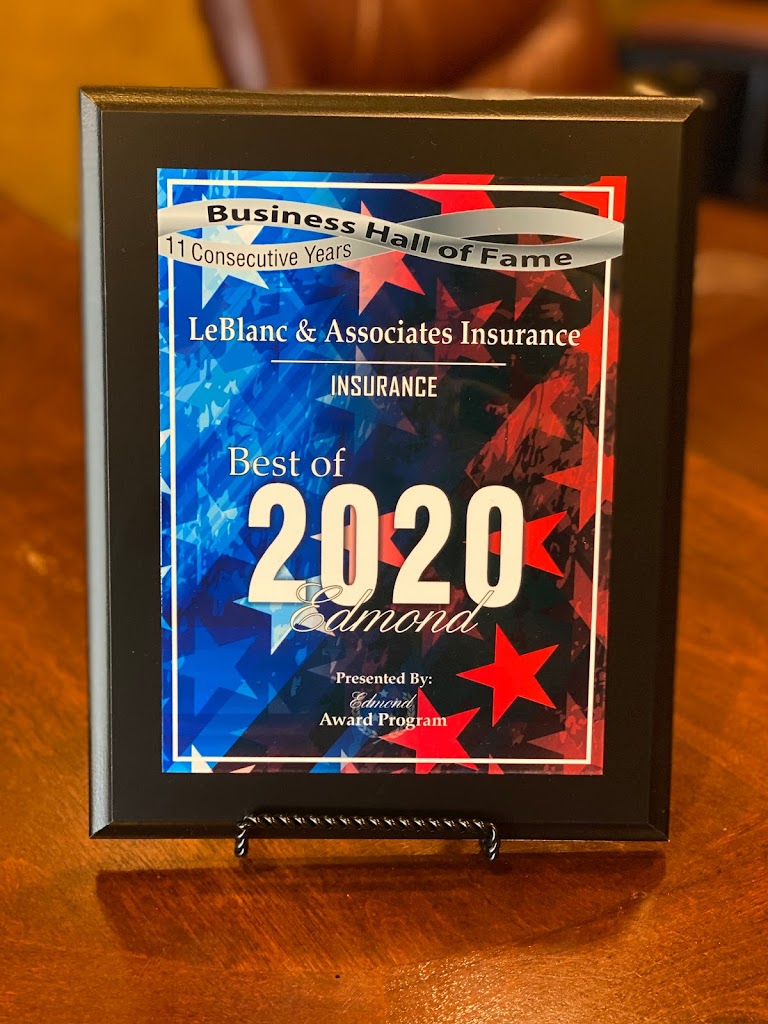 Business Hall of Fame
11 Consecutive Years
LeBlanc & Associates Insurance
INSURANCE
Best of
2020
Edmond
Presented By:
Edmond
Award Program